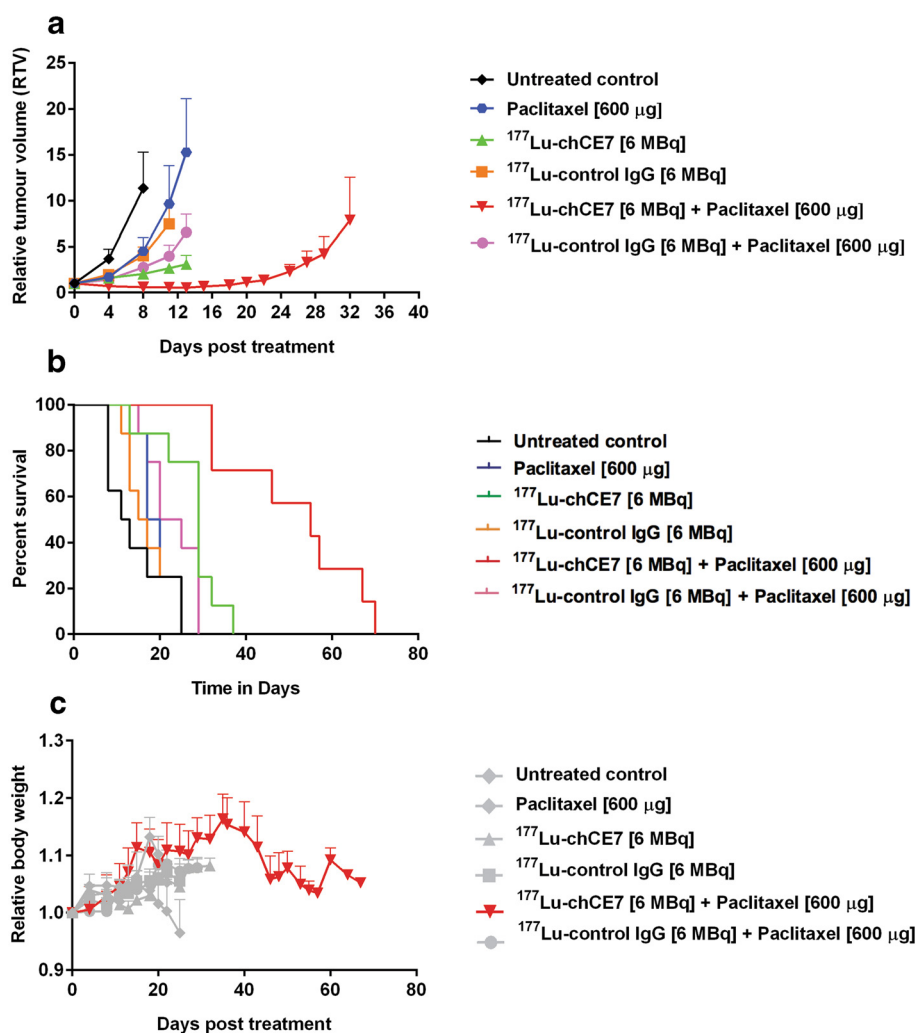 a
Relative tumour volume (RTV)
25
20
15
10
5
0
0 4 8 12 16 20 24 28 32 36 40
Days post treatment
Untreated control
Paclitaxel [600 µg]
¹⁷⁷Lu-chCE7 [6 MBq]
¹⁷⁷Lu-control IgG [6 MBq]
¹⁷⁷Lu-chCE7 [6 MBq] + Paclitaxel [600 µg]
¹⁷⁷Lu-control IgG [6 MBq] + Paclitaxel [600 µg]
b
Percent survival
100
80
60
40
20
0
0 20 40 60 80
Time in Days
Untreated control
Paclitaxel [600 µg]
¹⁷⁷Lu-chCE7 [6 MBq]
¹⁷⁷Lu-control IgG [6 MBq]
¹⁷⁷Lu-chCE7 [6 MBq] + Paclitaxel [600 µg]
¹⁷⁷Lu-control IgG [6 MBq] + Paclitaxel [600 µg]
c
Relative body weight
1.3
1.2
1.1
1.0
0.9
0 20 40 60 80
Days post treatment
Untreated control
Paclitaxel [600 µg]
¹⁷⁷Lu-chCE7 [6 MBq]
¹⁷⁷Lu-control IgG [6 MBq]
¹⁷⁷Lu-chCE7 [6 MBq] + Paclitaxel [600 µg]
¹⁷⁷Lu-control IgG [6 MBq] + Paclitaxel [600 µg]